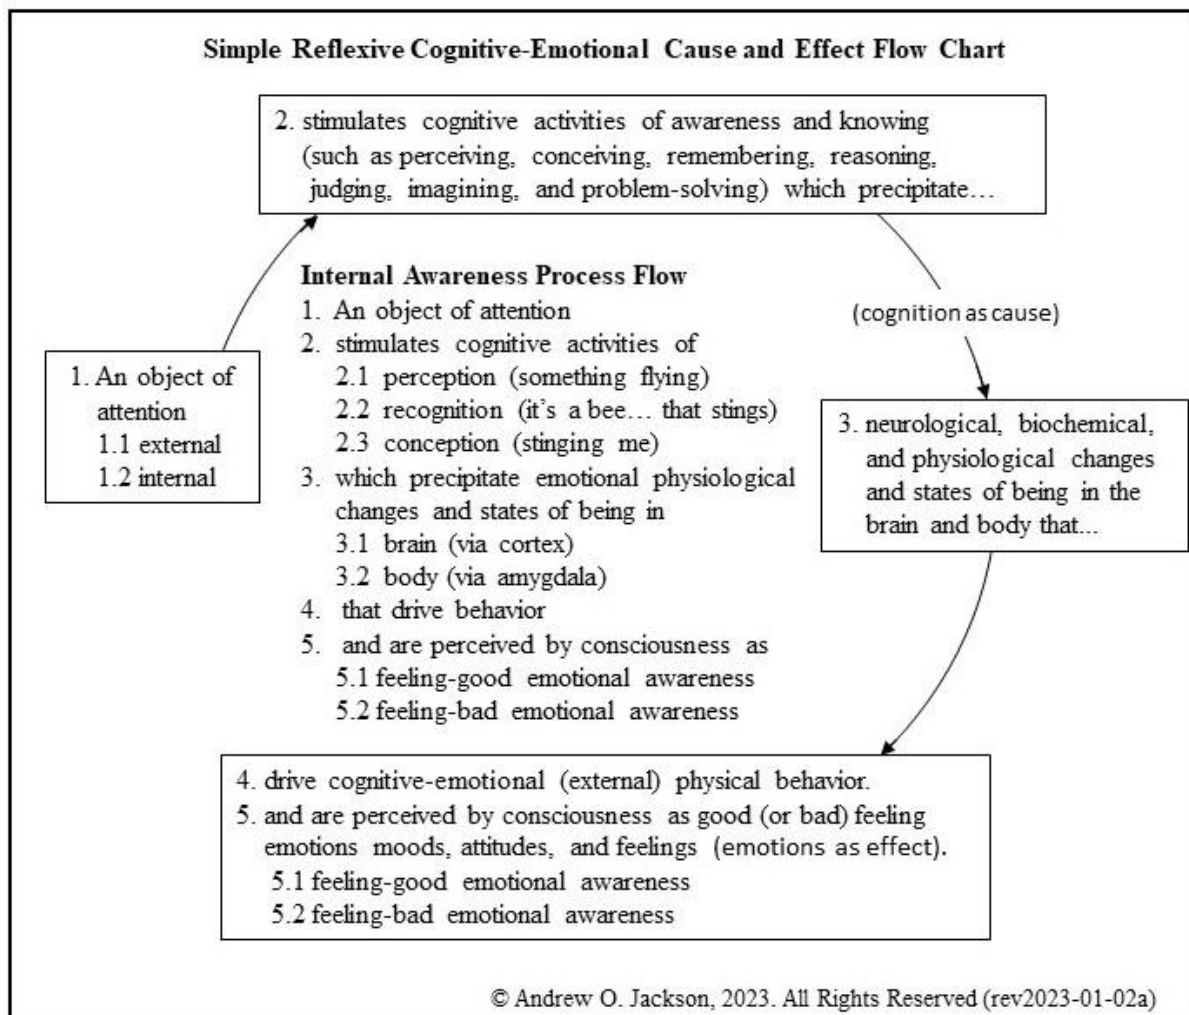 Simple Reflexive Cognitive-Emotional Cause and Effect Flow Chart
2. stimulates cognitive activities of awareness and knowing
(such as perceiving, conceiving, remembering, reasoning,
judging, imagining, and problem-solving) which precipitate...
(cognition as cause)
1. An object of
attention
1.1 external
1.2 internal
Internal Awareness Process Flow
1. An object of attention
2. stimulates cognitive activities of
2.1 perception (something flying)
2.2 recognition (it's a bee... that stings)
2.3 conception (stinging me)
3. which precipitate emotional physiological
changes and states of being in
3.1 brain (via cortex)
3.2 body (via amygdala)
4. that drive behavior
5. and are perceived by consciousness as
5.1 feeling-good emotional awareness
5.2 feeling-bad emotional awareness
3. neurological, biochemical,
and physiological changes
and states of being in the
brain and body that...
4. drive cognitive-emotional (external) physical behavior.
5. and are perceived by consciousness as good (or bad) feeling
emotions moods, attitudes, and feelings (emotions as effect).
5.1 feeling-good emotional awareness
5.2 feeling-bad emotional awareness
© Andrew O. Jackson, 2023. All Rights Reserved (rev2023-01-02a)